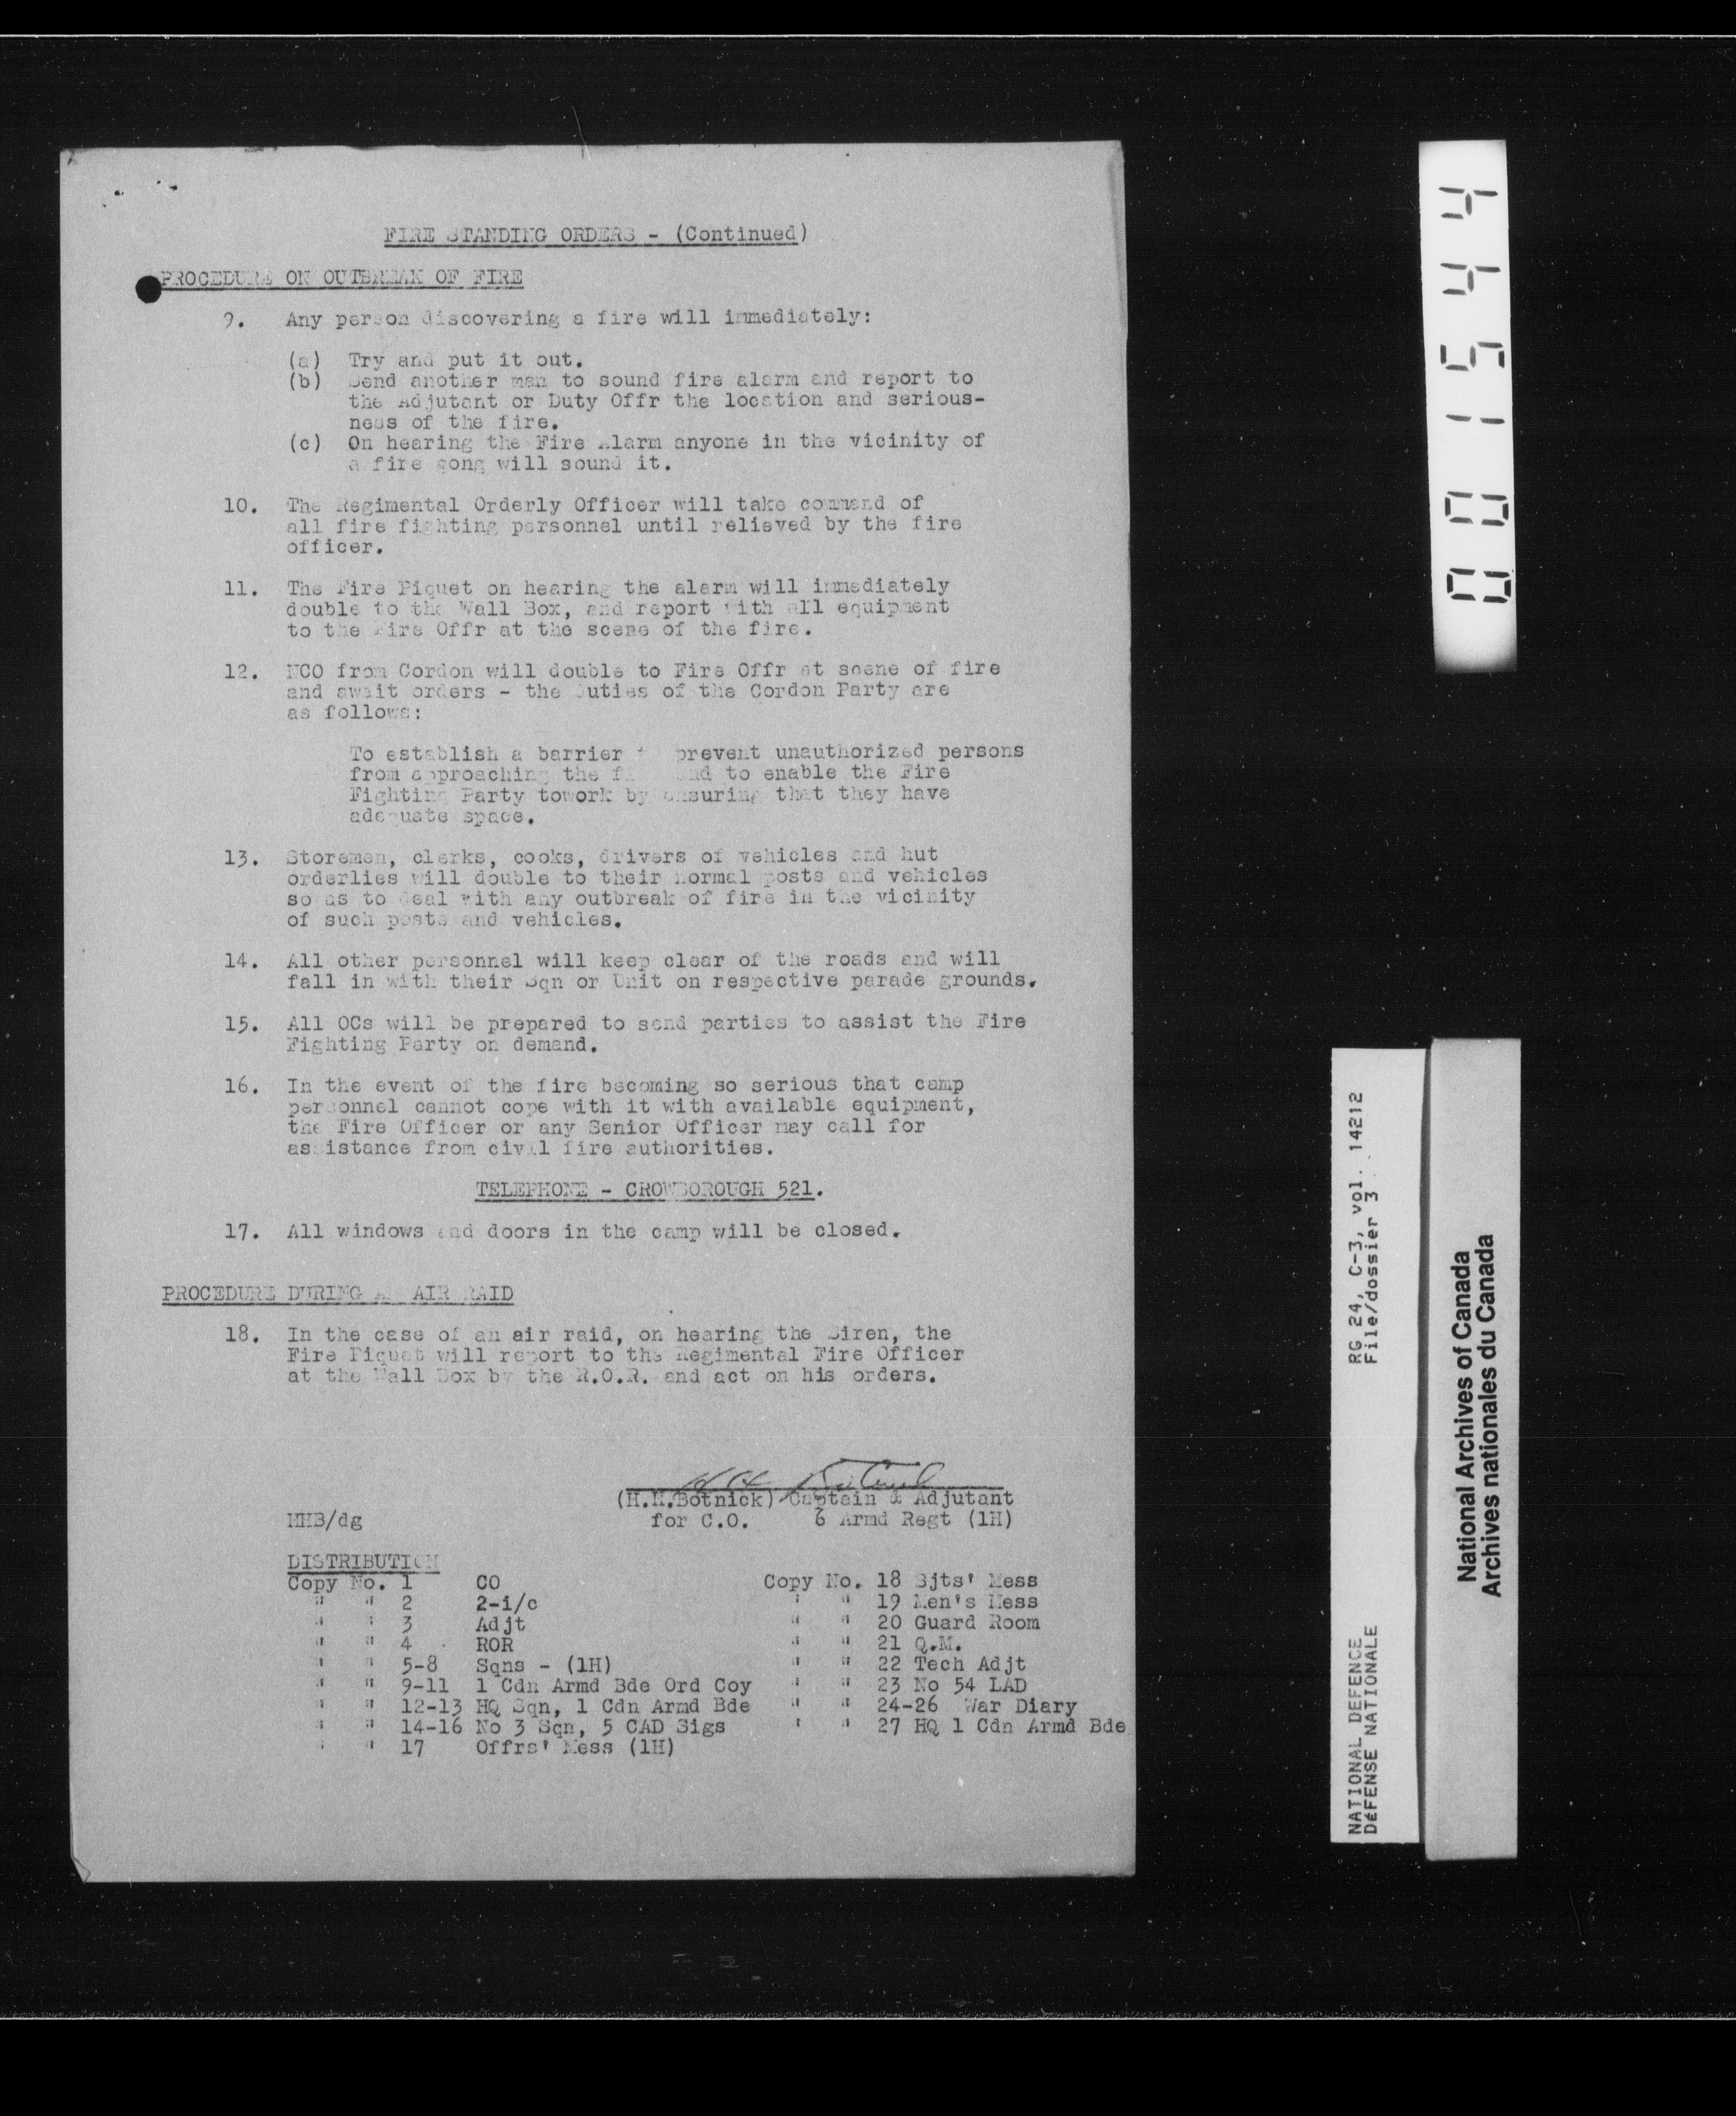 FIRE STANDING ORDERS - (Continued)
PROCEDURE ON OUTBREAK OF FIRE
9. Any person discovering a fire will immediately:
(a) Try and put it out.
(b) Send another man to sound fire alarm and report to
the Adjutant or Duty Offr the location and serious-
ness of the fire.
(c) On hearing the Fire Alarm anyone in the vicinity of
a fire gong will sound it.
10. The Regimental Orderly Officer will take command of
all fire fighting personnel until relieved by the fire
officer.
11. The Fire Piquet on hearing the alarm will immediately
double to the Wall Box, and report with all equipment
to the Fire Offr at the scene of the fire.
12. NCO from Cordon will double to Fire Offr at scene of fire
and await orders - the duties of the Cordon Party are
as follows:
To establish a barrier to prevent unauthorized persons
from approaching the fire and to enable the Fire
Fighting Party towork by ensuring that they have
adequate space.
13. Storemen, clerks, cooks, drivers of vehicles and hut
orderlies will double to their normal posts and vehicles
so as to deal with any outbreak of fire in the vicinity
of such posts and vehicles.
14. All other personnel will keep clear of the roads and will
fall in with their Sqn or Unit on respective parade grounds.
15. All OCs will be prepared to send parties to assist the Fire
Fighting Party on demand.
16. In the event of the fire becoming so serious that camp
personnel cannot cope with it with available equipment,
the Fire Officer or any Senior Officer may call for
assistance from civil fire authorities.
TELEPHONE - CROWBOROUGH 521.
17. All windows and doors in the camp will be closed.
PROCEDURE DURING AN AIR RAID
18. In the case of an air raid, on hearing the Siren, the
Fire Piquet will report to the Regimental Fire Officer
at the Wall Box by the R.O.R. and act on his orders.
(H.H.Botnick) Captain & Adjutant
HHB/dg for C.O. 6 Armd Regt (1H)
DISTRIBUTION
Copy No. 1 CO Copy No. 18 Sjts' Mess
" " 2 2-i/c " " 19 Men's Mess
" " 3 Adjt " " 20 Guard Room
" " 4 ROR " " 21 Q.M.
" " 5-8 Sqns - (1H) " " 22 Tech Adjt
" " 9-11 1 Cdn Armd Bde Ord Coy " " 23 No 54 LAD
" " 12-13 HQ Sqn, 1 Cdn Armd Bde " " 24-26 War Diary
" " 14-16 No 3 Sqn, 5 CAD Sigs " " 27 HQ 1 Cdn Armd Bde
" " 17 Offrs' Mess (1H)
001544
NATIONAL DEFENCE RG 24, C-3, vol. 14212
DéFENSE NATIONALE File/dossier 3
National Archives of Canada
Archives nationales du Canada